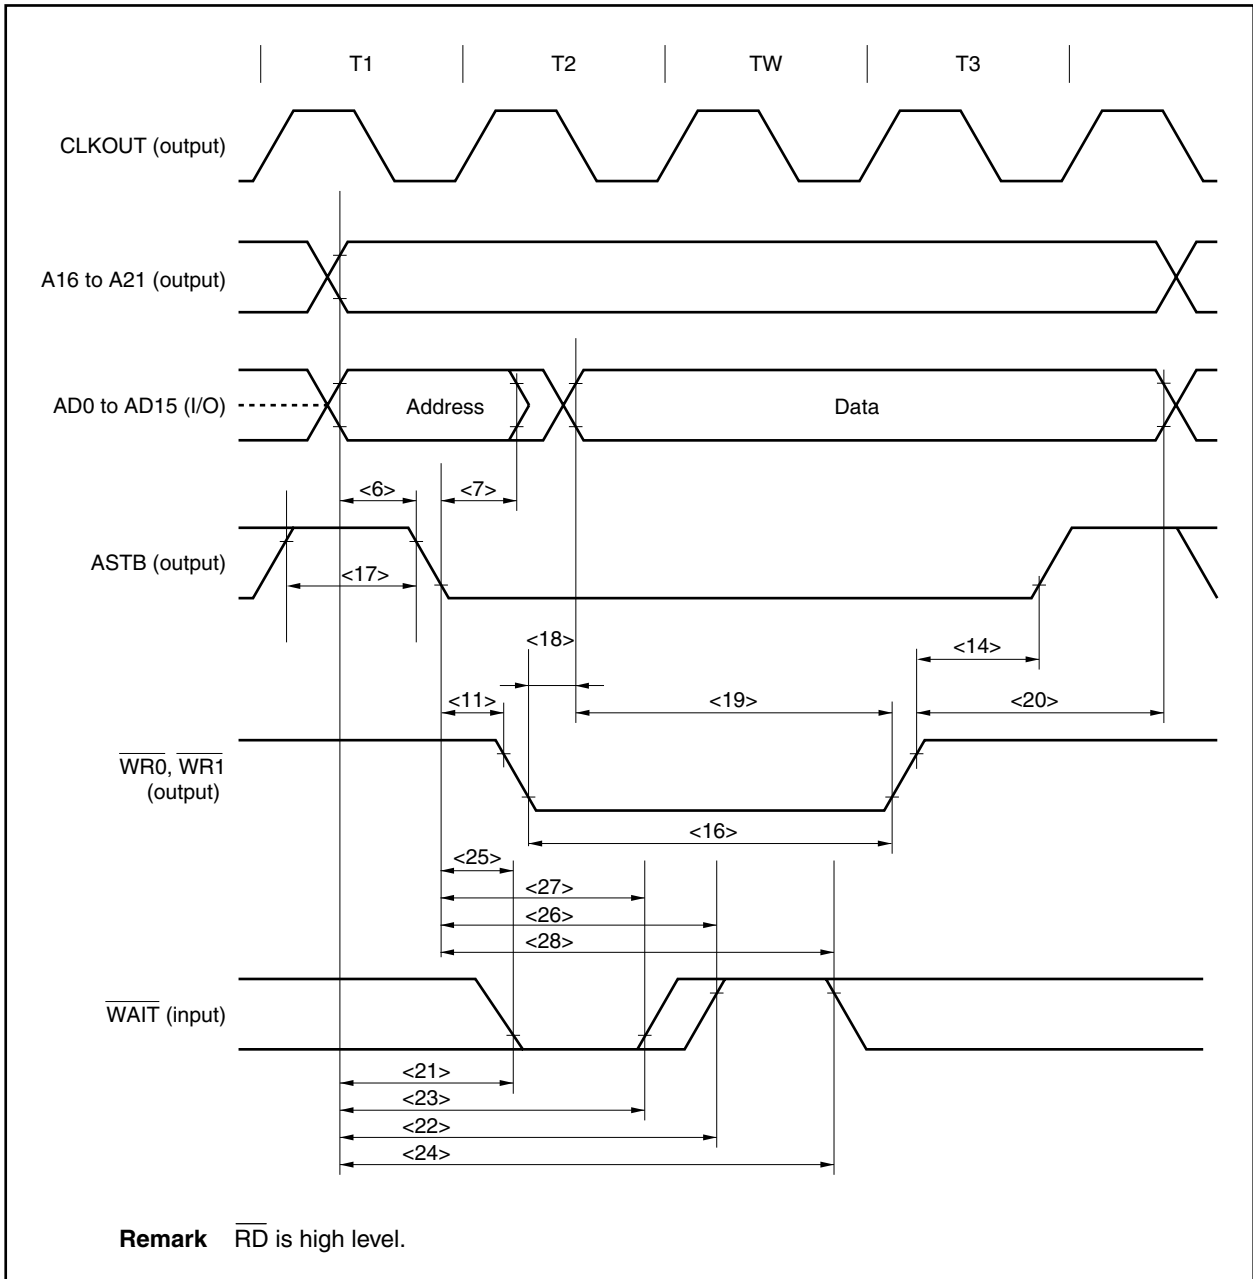 T1 T2 TW T3
CLKOUT (output)
A16 to A21 (output)
AD0 to AD15 (I/O) Address Data
<6> <7>
ASTB (output)
<17>
<18>
<14>
<11> <19> <20>
WR0, WR1
(output)
<16>
<25>
<27>
<26>
<28>
WAIT (input)
<21>
<23>
<22>
<24>
Remark RD is high level.